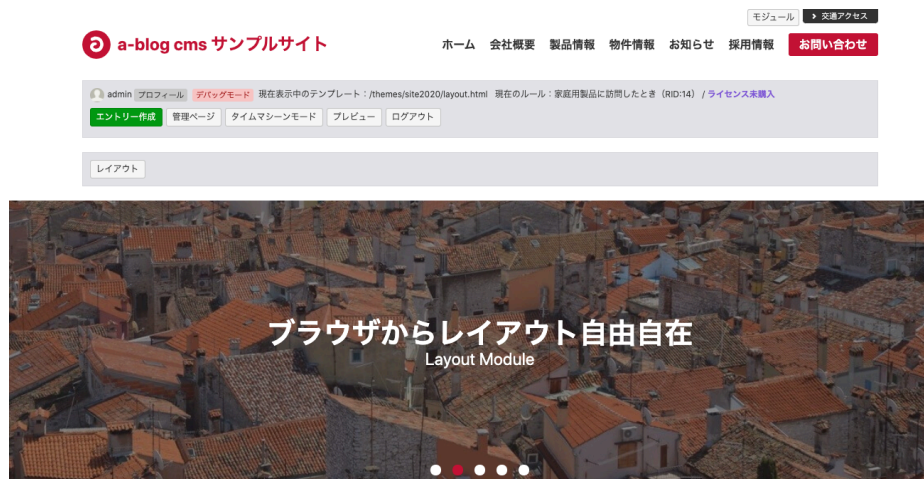 モジュール 交通アクセス
a-blog cms サンプルサイト
ホーム 会社概要 製品情報 物件情報 お知らせ 採用情報 お問い合わせ
admin プロフィール デバッグモード 現在表示中のテンプレート：/themes/site2020/layout.html 現在のルール：家庭用製品に訪問したとき（RID:14） / ライセンス未購入
エントリー作成 管理ページ タイムマシーンモード プレビュー ログアウト
レイアウト
ブラウザからレイアウト自由自在
Layout Module